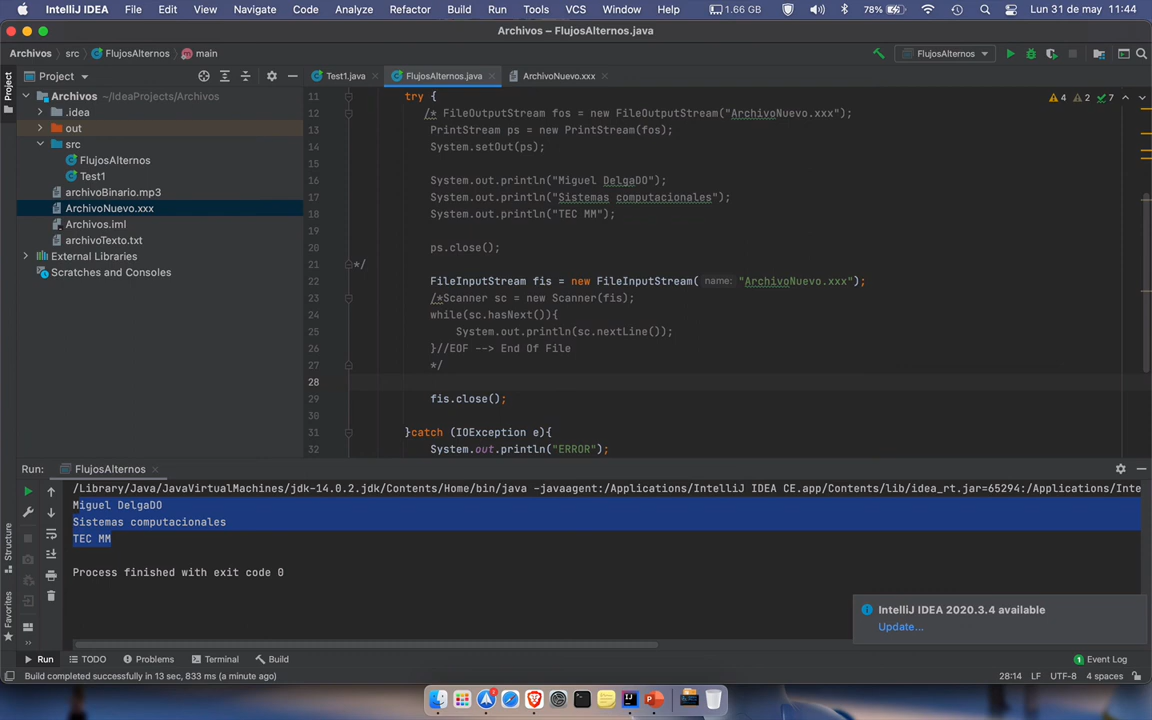 IntelliJ IDEA File Edit View Navigate Code Analyze Refactor Build Run Tools VCS Window Help 1.66 GB 78% Lun 31 de may 11:44
Archivos – FlujosAlternos.java
Archivos src FlujosAlternos main FlujosAlternos
Project Test1.java FlujosAlternos.java ArchivoNuevo.xxx
Project
Archivos ~/IdeaProjects/Archivos
.idea
out
src
FlujosAlternos
Test1
archivoBinario.mp3
ArchivoNuevo.xxx
Archivos.iml
archivoTexto.txt
External Libraries
Scratches and Consoles
4 2 7
11 try {
12 /* FileOutputStream fos = new FileOutputStream("ArchivoNuevo.xxx");
13 PrintStream ps = new PrintStream(fos);
14 System.setOut(ps);
15
16 System.out.println("Miguel DelgaDO");
17 System.out.println("Sistemas computacionales");
18 System.out.println("TEC MM");
19
20 ps.close();
21 */
22 FileInputStream fis = new FileInputStream( name: "ArchivoNuevo.xxx");
23 /*Scanner sc = new Scanner(fis);
24 while(sc.hasNext()){
25 System.out.println(sc.nextLine());
26 }//EOF --> End Of File
27 */
28
29 fis.close();
30
31 }catch (IOException e){
32 System.out.println("ERROR");
Run: FlujosAlternos
/Library/Java/JavaVirtualMachines/jdk-14.0.2.jdk/Contents/Home/bin/java -javaagent:/Applications/IntelliJ IDEA CE.app/Contents/lib/idea_rt.jar=65294:/Applications/Inte
Miguel DelgaDO
Sistemas computacionales
TEC MM
Process finished with exit code 0
Structure
Favorites
IntelliJ IDEA 2020.3.4 available
Update...
Run TODO Problems Terminal Build 1 Event Log
Build completed successfully in 13 sec, 833 ms (a minute ago) 28:14 LF UTF-8 4 spaces